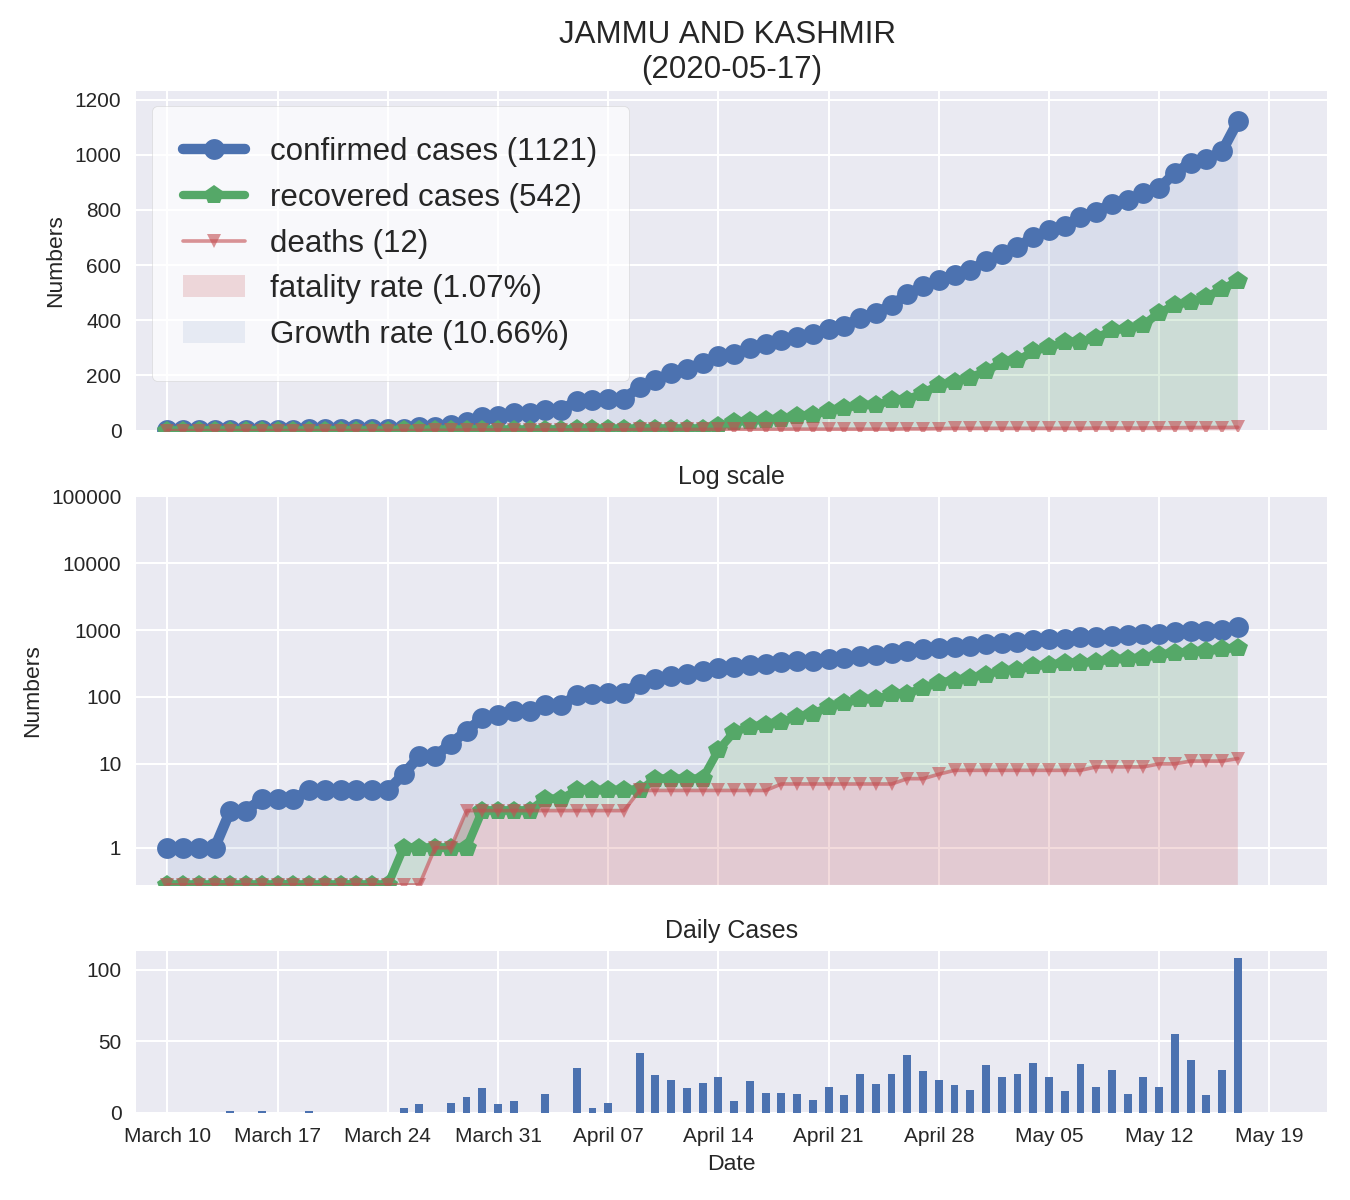 JAMMU AND KASHMIR
(2020-05-17)
1200
1000
800
600
400
200
0
Numbers
confirmed cases (1121)
recovered cases (542)
deaths (12)
fatality rate (1.07%)
Growth rate (10.66%)
Log scale
100000
10000
1000
100
10
1
Numbers
Daily Cases
100
50
0
March 10 March 17 March 24 March 31 April 07 April 14 April 21 April 28 May 05 May 12 May 19
Date